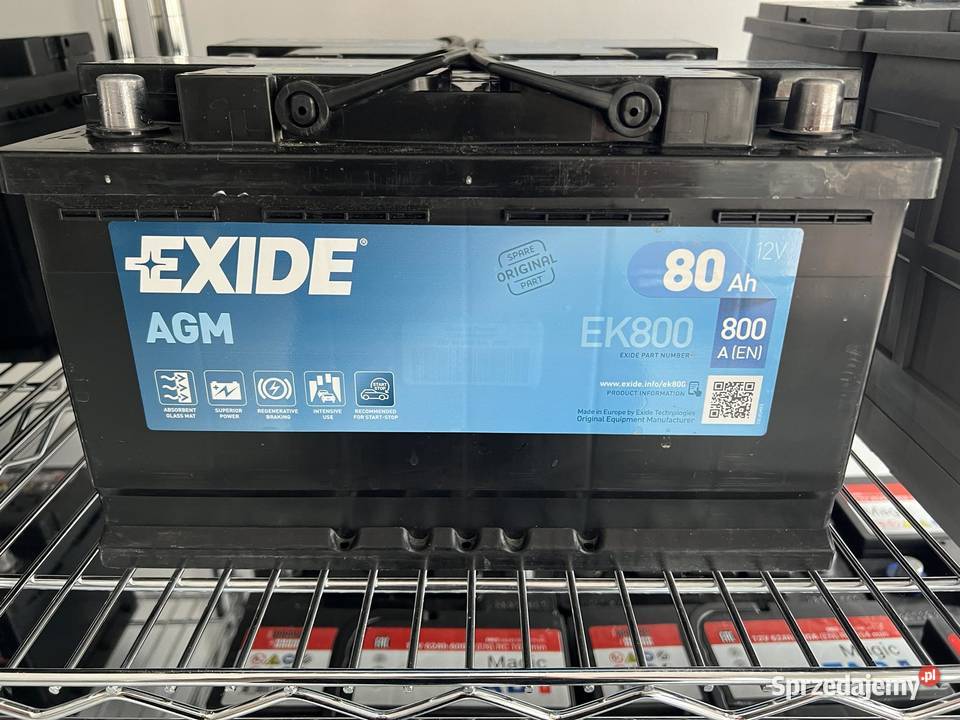 EXIDE®
AGM
SPARE
ORIGINAL
PART
80 Ah
12V
EK800
EXIDE PART NUMBER
800
A (EN)
www.exide.info/ek800
PRODUCT INFORMATION
Made in Europe by Exide Technologies
Original Equipment Manufacturer
ABSORBENT
GLASS MAT
SUPERIOR
POWER
REGENERATIVE
BRAKING
INTENSIVE
USE
START
STOP
RECOMMENDED
FOR START-STOP
Magic
Magic
Sprzedajemy.pl